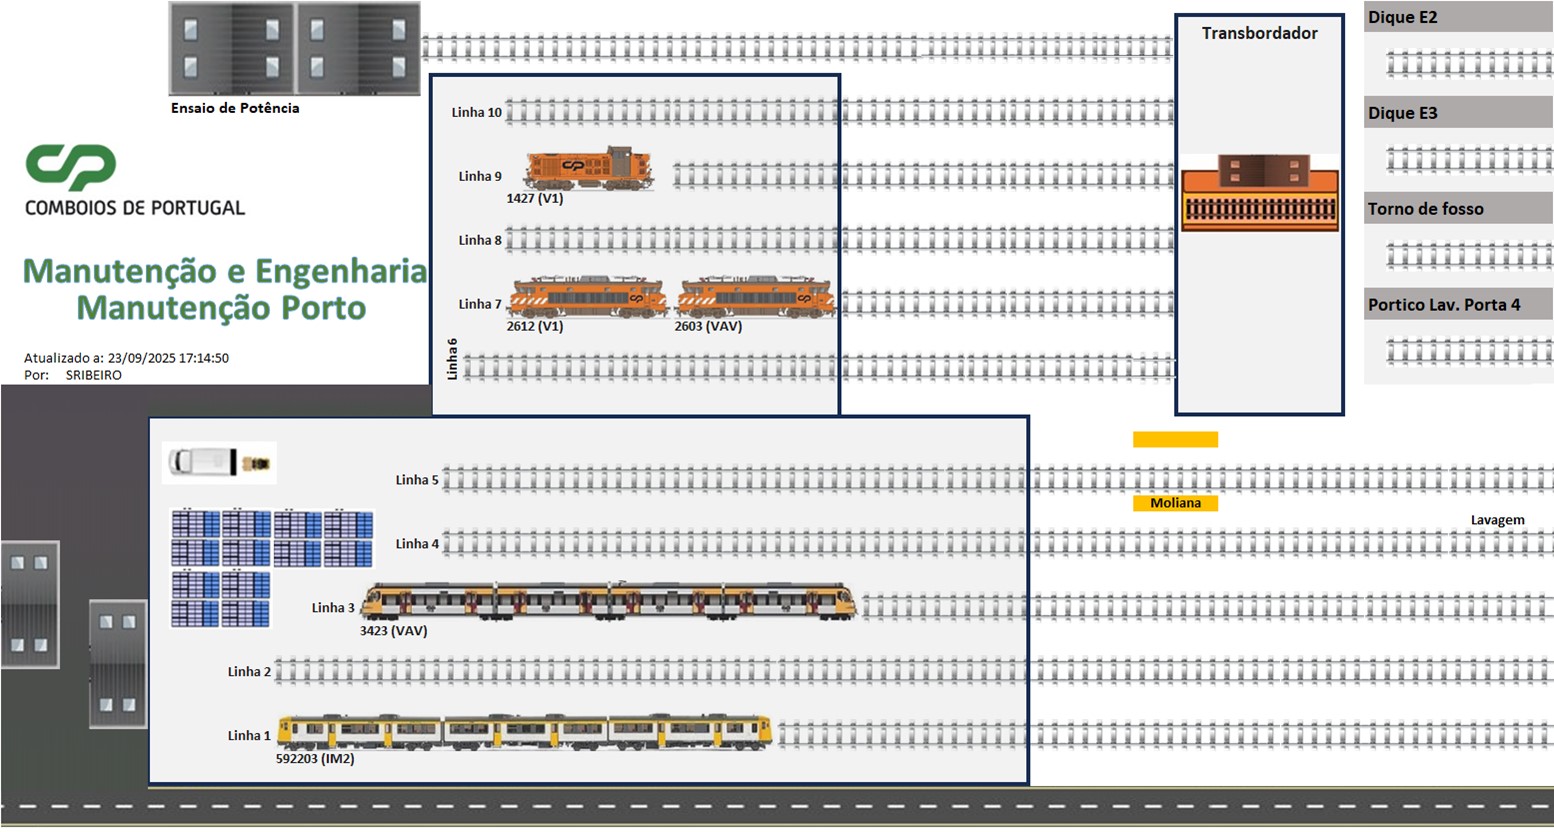 Ensaio de Potência
CP
COMBOIOS DE PORTUGAL
Manutenção e Engenharia
Manutenção Porto
Atualizado a: 23/09/2025 17:14:50
Por: SRIBEIRO
Linha 10
Linha 9
1427 (V1)
Linha 8
Linha 7
2612 (V1) 2603 (VAV)
Linha 6
Transbordador
Dique E2
Dique E3
Torno de fosso
Portico Lav. Porta 4
Linha 5
Moliana
Lavagem
Linha 4
Linha 3
3423 (VAV)
Linha 2
Linha 1
592203 (IM2)